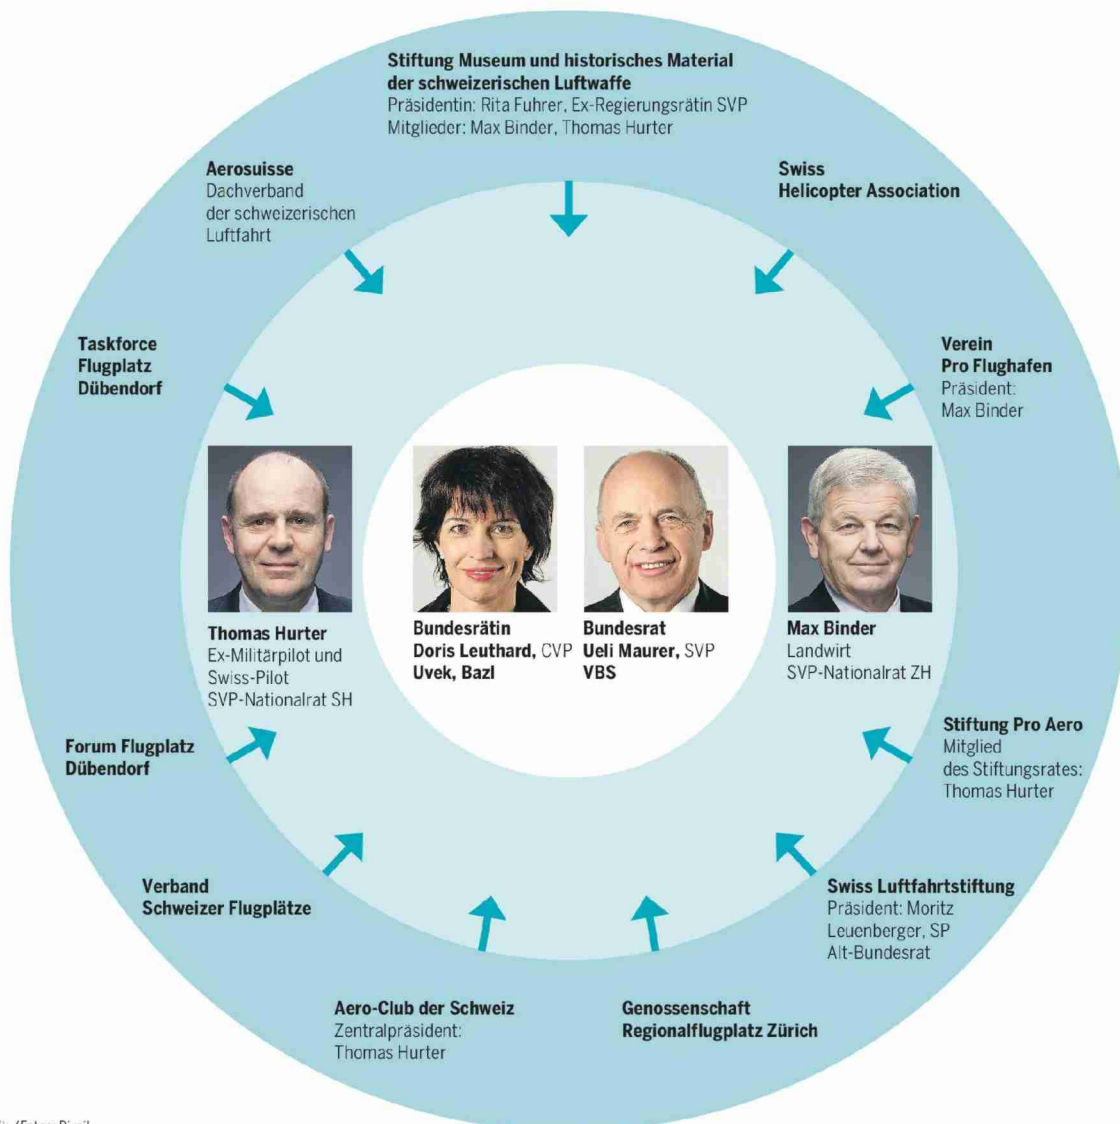 Stiftung Museum und historisches Material
der schweizerischen Luftwaffe
Präsidentin: Rita Fuhrer, Ex-Regierungsrätin SVP
Mitglieder: Max Binder, Thomas Hurter
Aerosuisse
Dachverband
der schweizerischen
Luftfahrt
Swiss
Helicopter Association
Taskforce
Flugplatz
Dübendorf
Verein
Pro Flughafen
Präsident:
Max Binder
Thomas Hurter
Ex-Militärpilot und
Swiss-Pilot
SVP-Nationalrat SH
Bundesrätin
Doris Leuthard, CVP
Uvek, Bazl
Bundesrat
Ueli Maurer, SVP
VBS
Max Binder
Landwirt
SVP-Nationalrat ZH
Forum Flugplatz
Dübendorf
Stiftung Pro Aero
Mitglied
des Stiftungsrates:
Thomas Hurter
Verband
Schweizer Flugplätze
Swiss Luftfahrtstiftung
Präsident: Moritz
Leuenberger, SP
Alt-Bundesrat
Aero-Club der Schweiz
Zentralpräsident:
Thomas Hurter
Genossenschaft
Regionalflugplatz Zürich